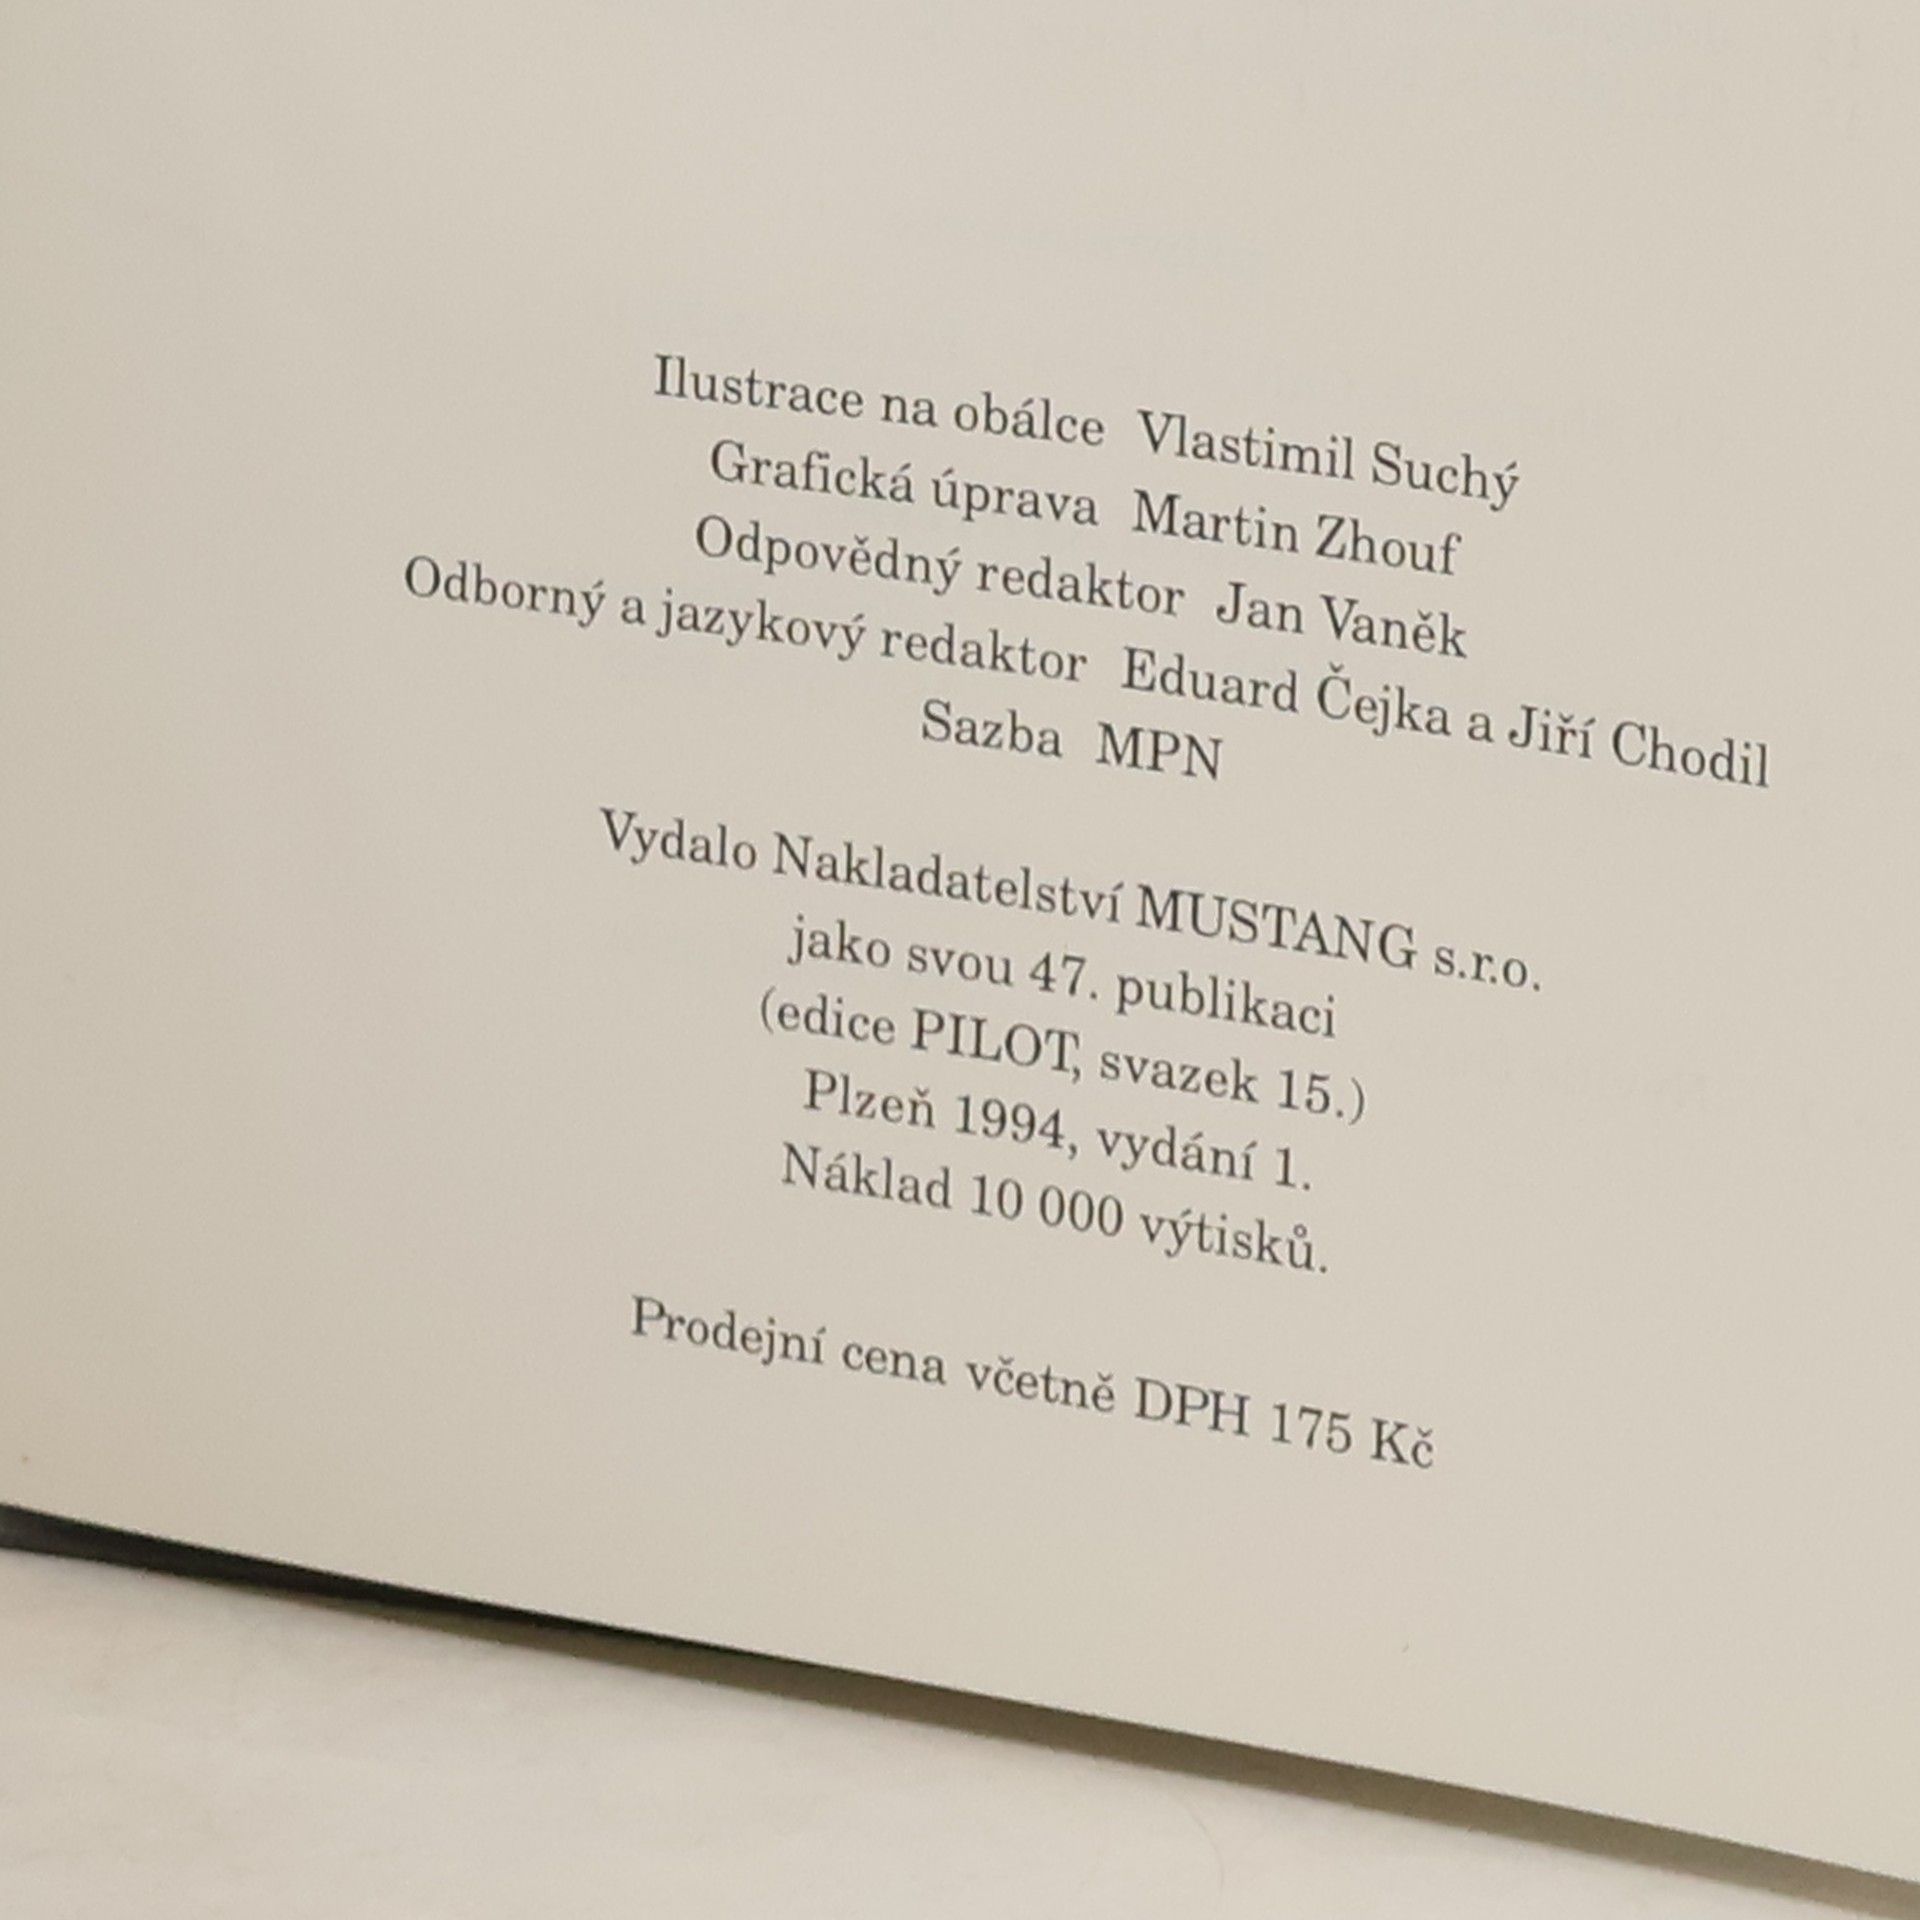 Ilustrace na obálce Vlastimil Suchý
Grafická úprava Martin Zhouf
Odpovědný redaktor Jan Vaněk
Odborný a jazykový redaktor Eduard Čejka a Jiří Chodil
Sazba MPN
Vydalo Nakladatelství MUSTANG s.r.o.
jako svou 47. publikaci
(edice PILOT, svazek 15.)
Plzeň 1994, vydání 1.
Náklad 10 000 výtisků.
Prodejní cena včetně DPH 175 Kč